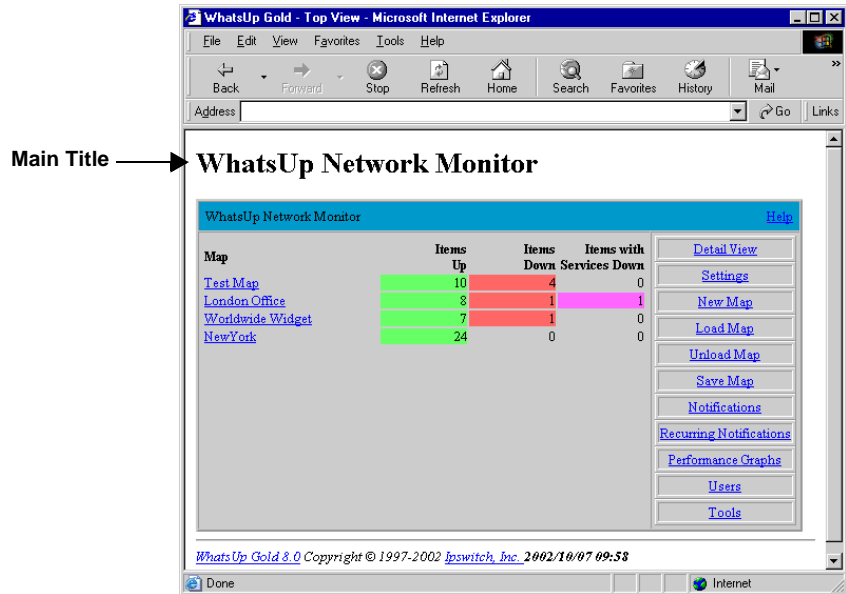 WhatsUp Gold - Top View - Microsoft Internet Explorer
File Edit View Favorites Tools Help
Back Forward Stop Refresh Home Search Favorites History Mail »
Address Go Links
Main Title
WhatsUp Network Monitor
WhatsUp Network Monitor Help
Map Items Up Items Down Items with Services Down
Test Map 10 4 0
London Office 8 1 1
Worldwide Widget 7 1 0
NewYork 24 0 0
Detail View
Settings
New Map
Load Map
Unload Map
Save Map
Notifications
Recurring Notifications
Performance Graphs
Users
Tools
WhatsUp Gold 8.0 Copyright © 1997-2002 Ipswitch, Inc. 2002/10/07 09:58
Done Internet